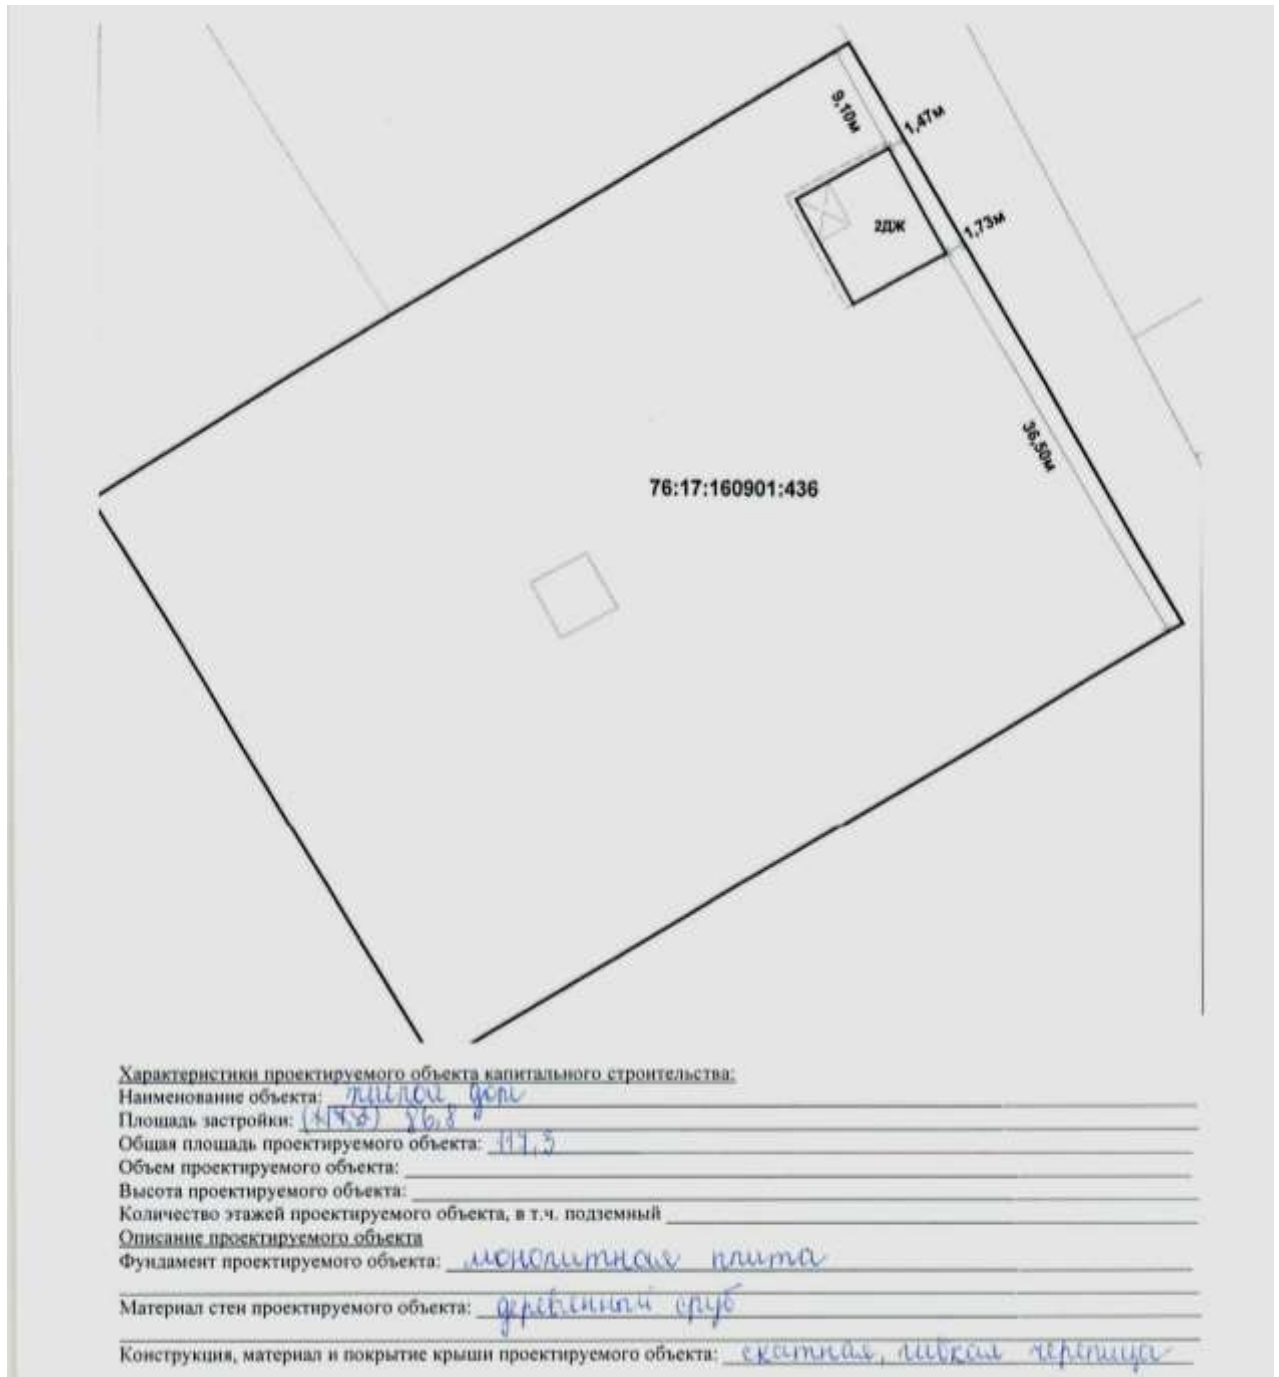 9,10м
1,47м
2ДЖ
1,73м
36,50м
76:17:160901:436
Характеристики проектируемого объекта капитального строительства:
Наименование объекта: жилой дом
Площадь застройки: 86,8
Общая площадь проектируемого объекта: 117,3
Объем проектируемого объекта:
Высота проектируемого объекта:
Количество этажей проектируемого объекта, в т.ч. подземный
Описание проектируемого объекта
Фундамент проектируемого объекта: монолитная плита
Материал стен проектируемого объекта: деревенный сруб
Конструкция, материал и покрытие крыши проектируемого объекта: скатная, гибкая черепица